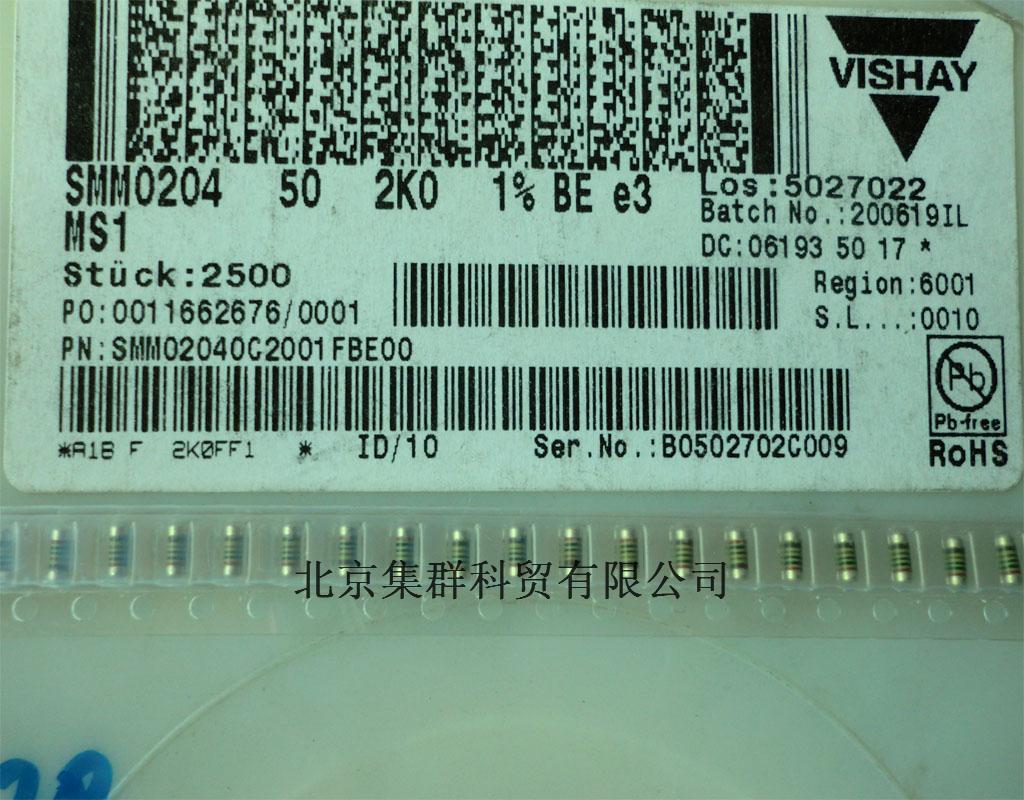 VISHAY
SMM0204 50 2K0 1% BE e3
MS1
Los:5027022
Batch No.:200619IL
DC:06193 50 17 *
Stück:2500
Region:6001
PO:0011662676/0001
S.L...:0010
PN:SMM02040C2001FBE00
Pb
Pb-free
RoHS
*A1B F 2K0FF1 * ID/10 Ser.No.:B0502702C009
北京集群科贸有限公司